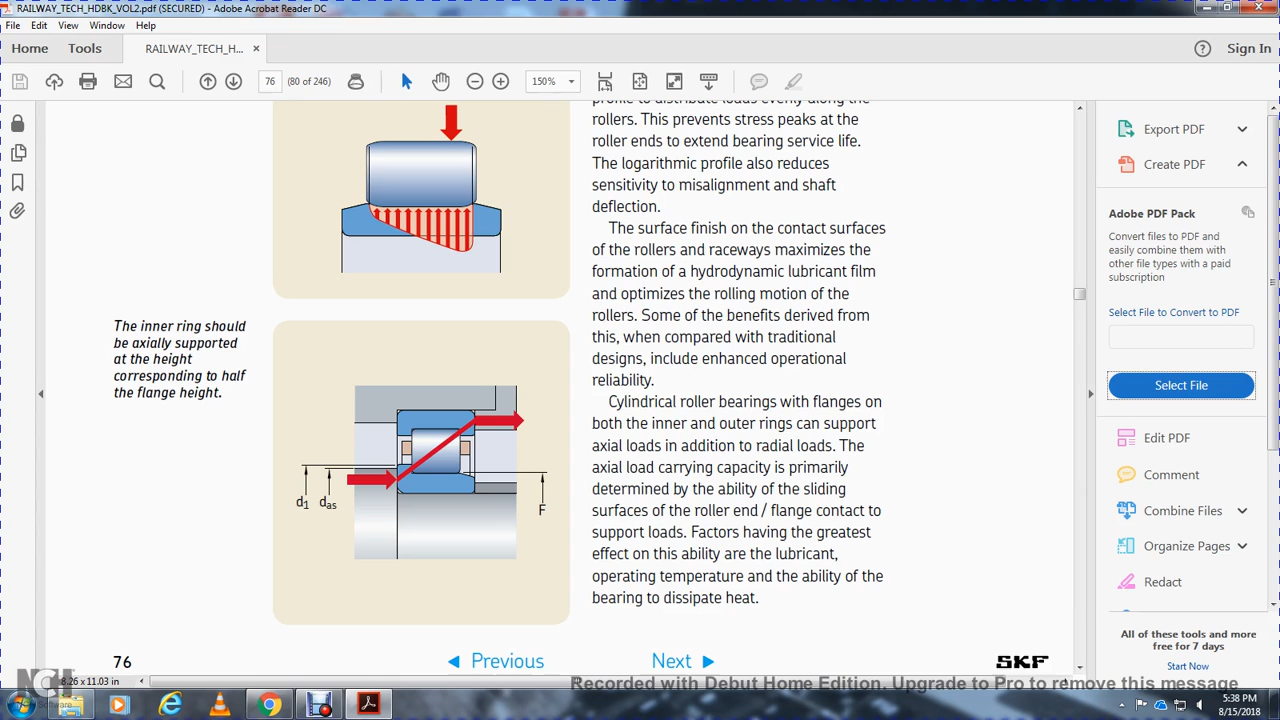 RAILWAY_TECH_HDBK_VOL2.pdf (SECURED) - Adobe Acrobat Reader DC
File Edit View Window Help
Home Tools RAILWAY_TECH_H... × ? Sign In
76 (80 of 246) 150%
profile to distribute loads evenly along the
rollers. This prevents stress peaks at the
roller ends to extend bearing service life.
The logarithmic profile also reduces
sensitivity to misalignment and shaft
deflection.
The surface finish on the contact surfaces
of the rollers and raceways maximizes the
formation of a hydrodynamic lubricant film
and optimizes the rolling motion of the
rollers. Some of the benefits derived from
this, when compared with traditional
designs, include enhanced operational
reliability.
Cylindrical roller bearings with flanges on
both the inner and outer rings can support
axial loads in addition to radial loads. The
axial load carrying capacity is primarily
determined by the ability of the sliding
surfaces of the roller end / flange contact to
support loads. Factors having the greatest
effect on this ability are the lubricant,
operating temperature and the ability of the
bearing to dissipate heat.
The inner ring should
be axially supported
at the height
corresponding to half
the flange height.
d1 das F
76 Previous Next SKF
Export PDF
Create PDF
Adobe PDF Pack
Convert files to PDF and
easily combine them with
other file types with a paid
subscription
Select File to Convert to PDF
Select File
Edit PDF
Comment
Combine Files
Organize Pages
Redact
All of these tools and more
free for 7 days
Start Now
8.26 x 11.03 in
NCH
Software
Recorded with Debut Home Edition. Upgrade to Pro to remove this message
5:38 PM
8/15/2018